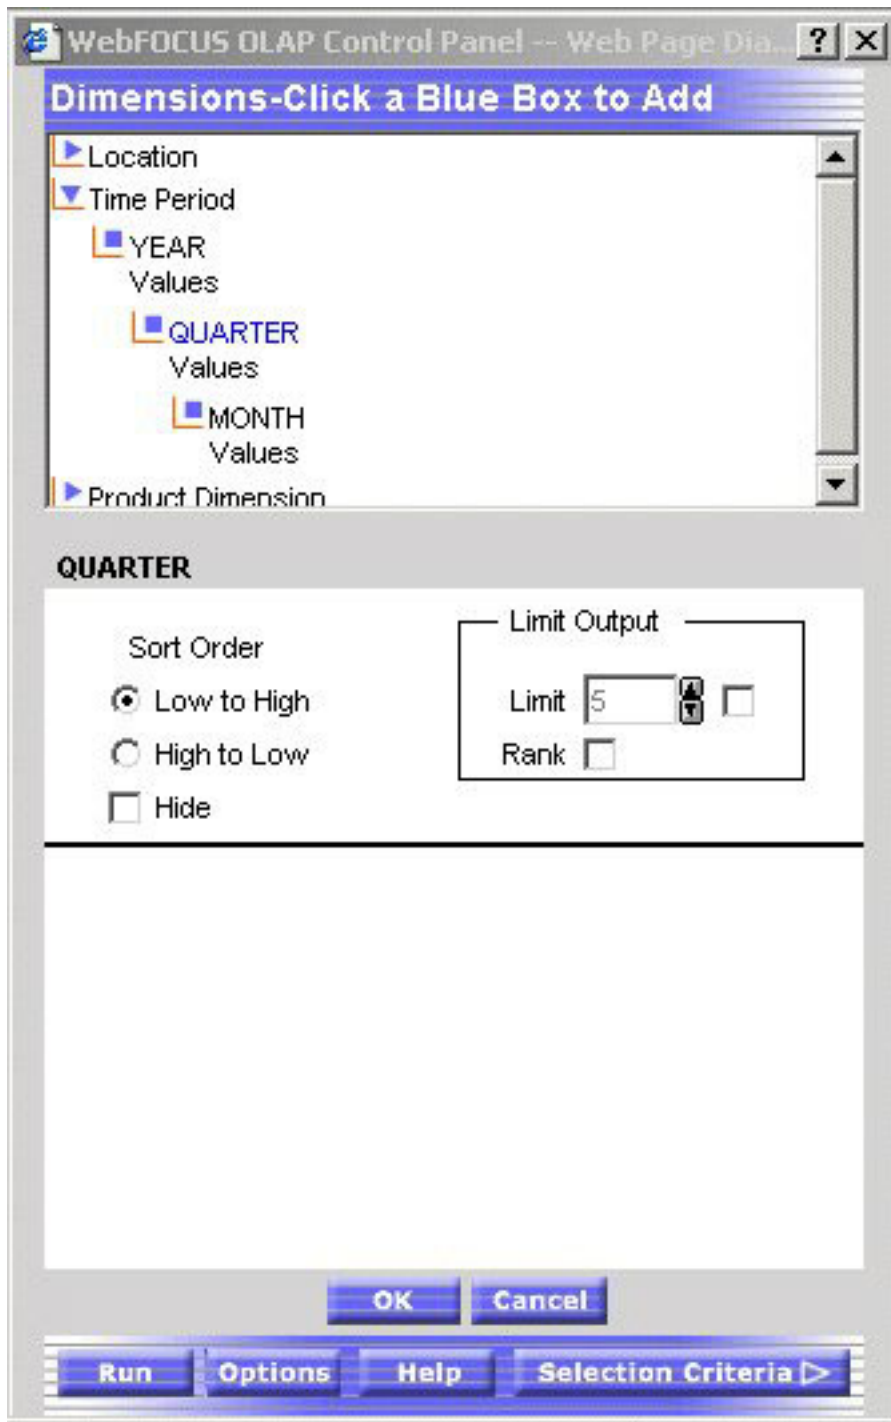 WebFOCUS OLAP Control Panel -- Web Page Dia...
Dimensions-Click a Blue Box to Add
Location
Time Period
YEAR
Values
QUARTER
Values
MONTH
Values
Product Dimension
QUARTER
Sort Order
Low to High
High to Low
Hide
Limit Output
Limit 5
Rank
OK Cancel
Run Options Help Selection Criteria